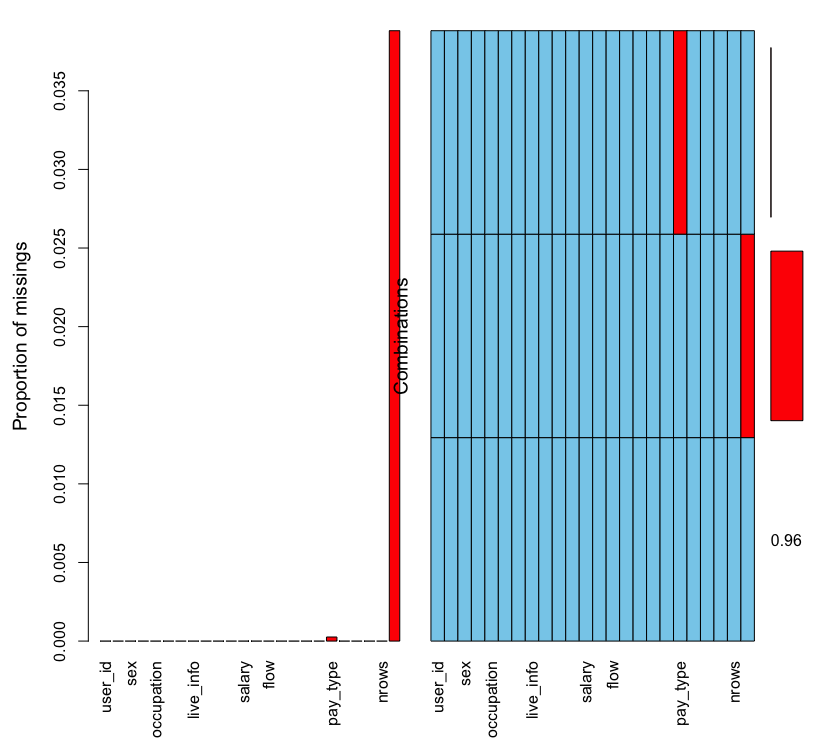 Proportion of missings
0.035
0.030
0.025
0.020
0.015
0.010
0.005
0.000
user_id
sex
occupation
live_info
salary
flow
pay_type
nrows
Combinations
user_id
sex
occupation
live_info
salary
flow
pay_type
nrows
0.96